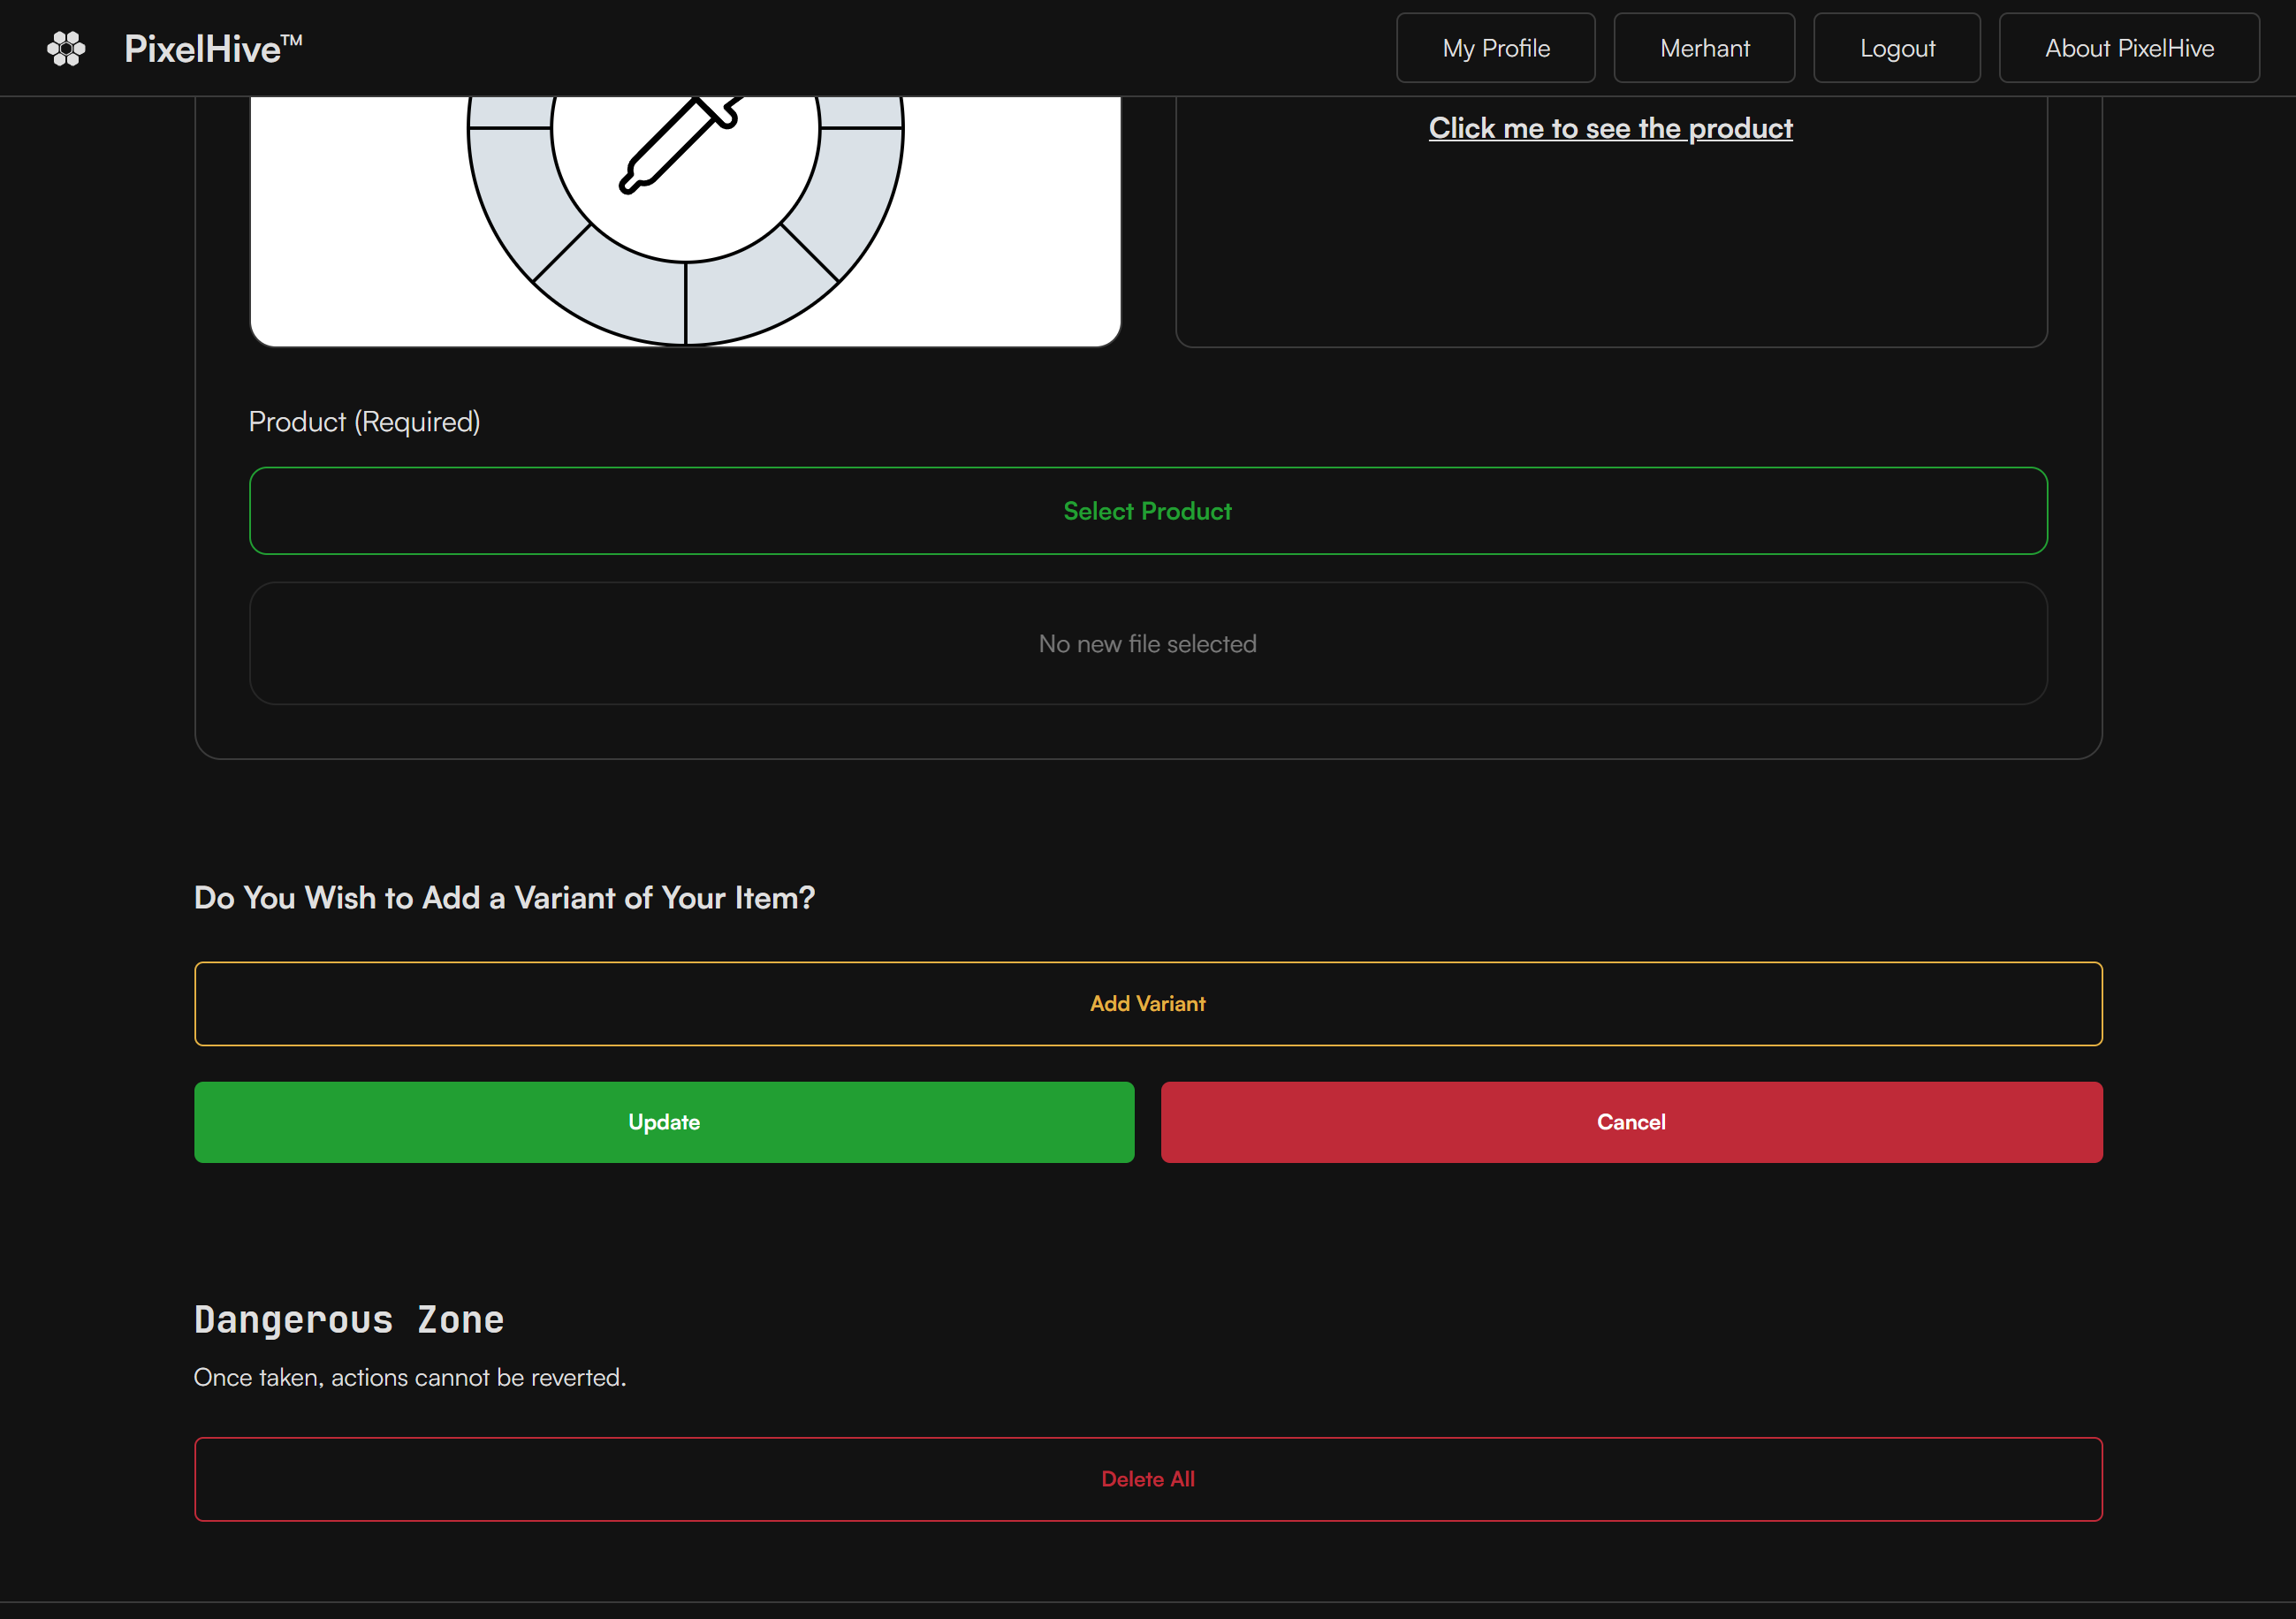 PixelHive™
My Profile
Merhant
Logout
About PixelHive
Click me to see the product
Product (Required)
Select Product
No new file selected
Do You Wish to Add a Variant of Your Item?
Add Variant
Update
Cancel
Dangerous Zone
Once taken, actions cannot be reverted.
Delete All